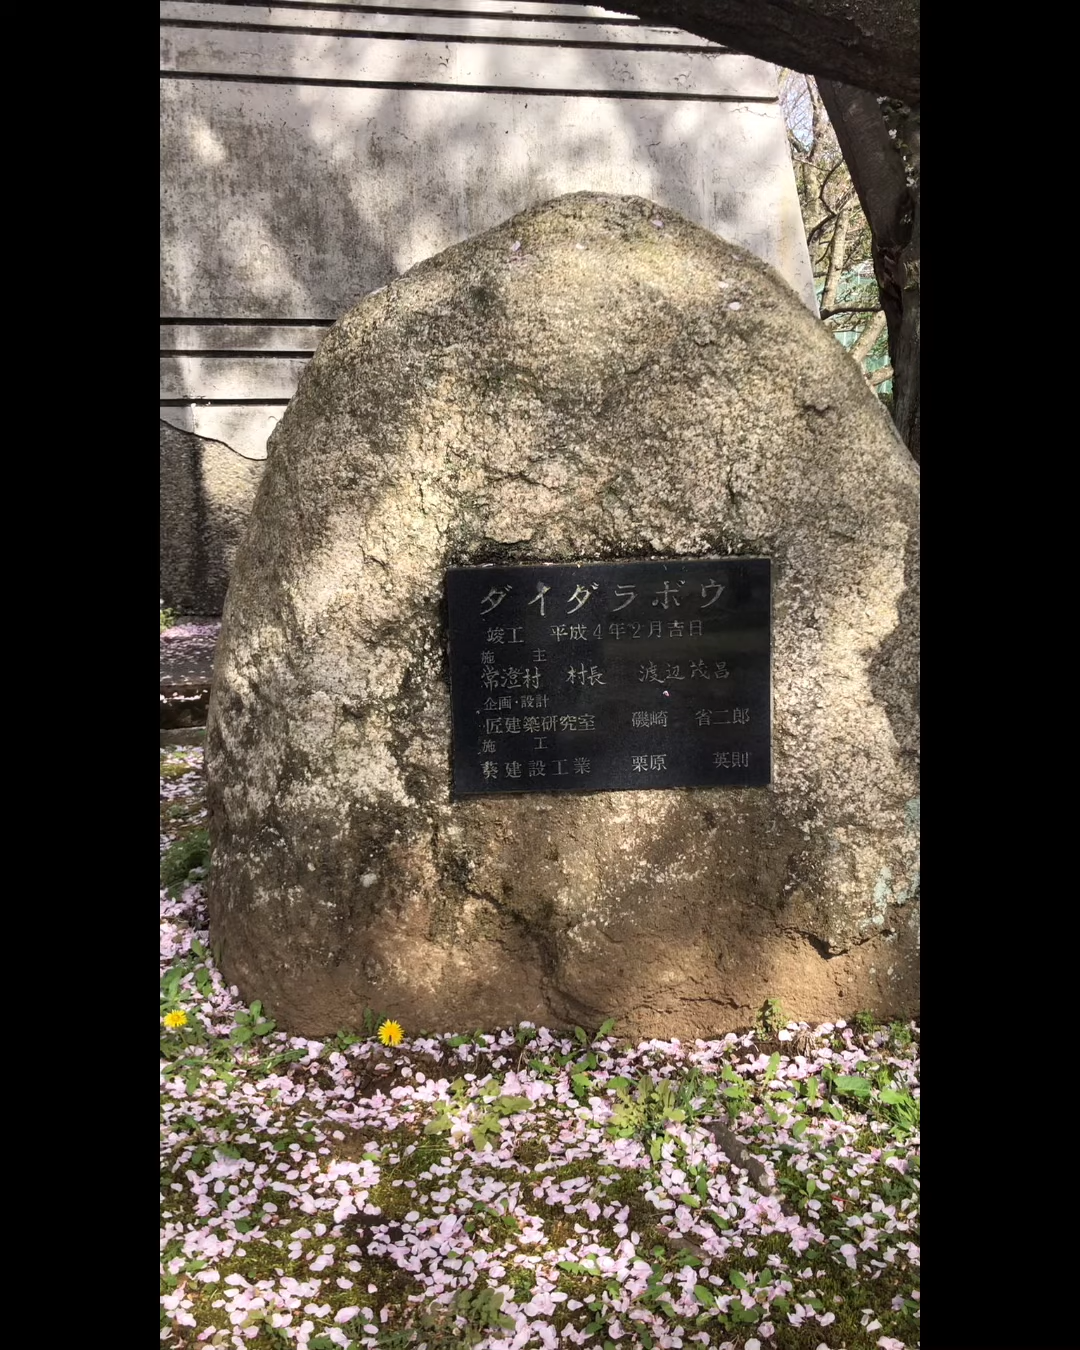 ダイダラボウ
竣工 平成4年2月吉日
施主
常澄村 村長 渡辺茂昌
企画・設計
匠建築研究室 磯崎 省二郎
施工
葵建設工業 栗原 英則